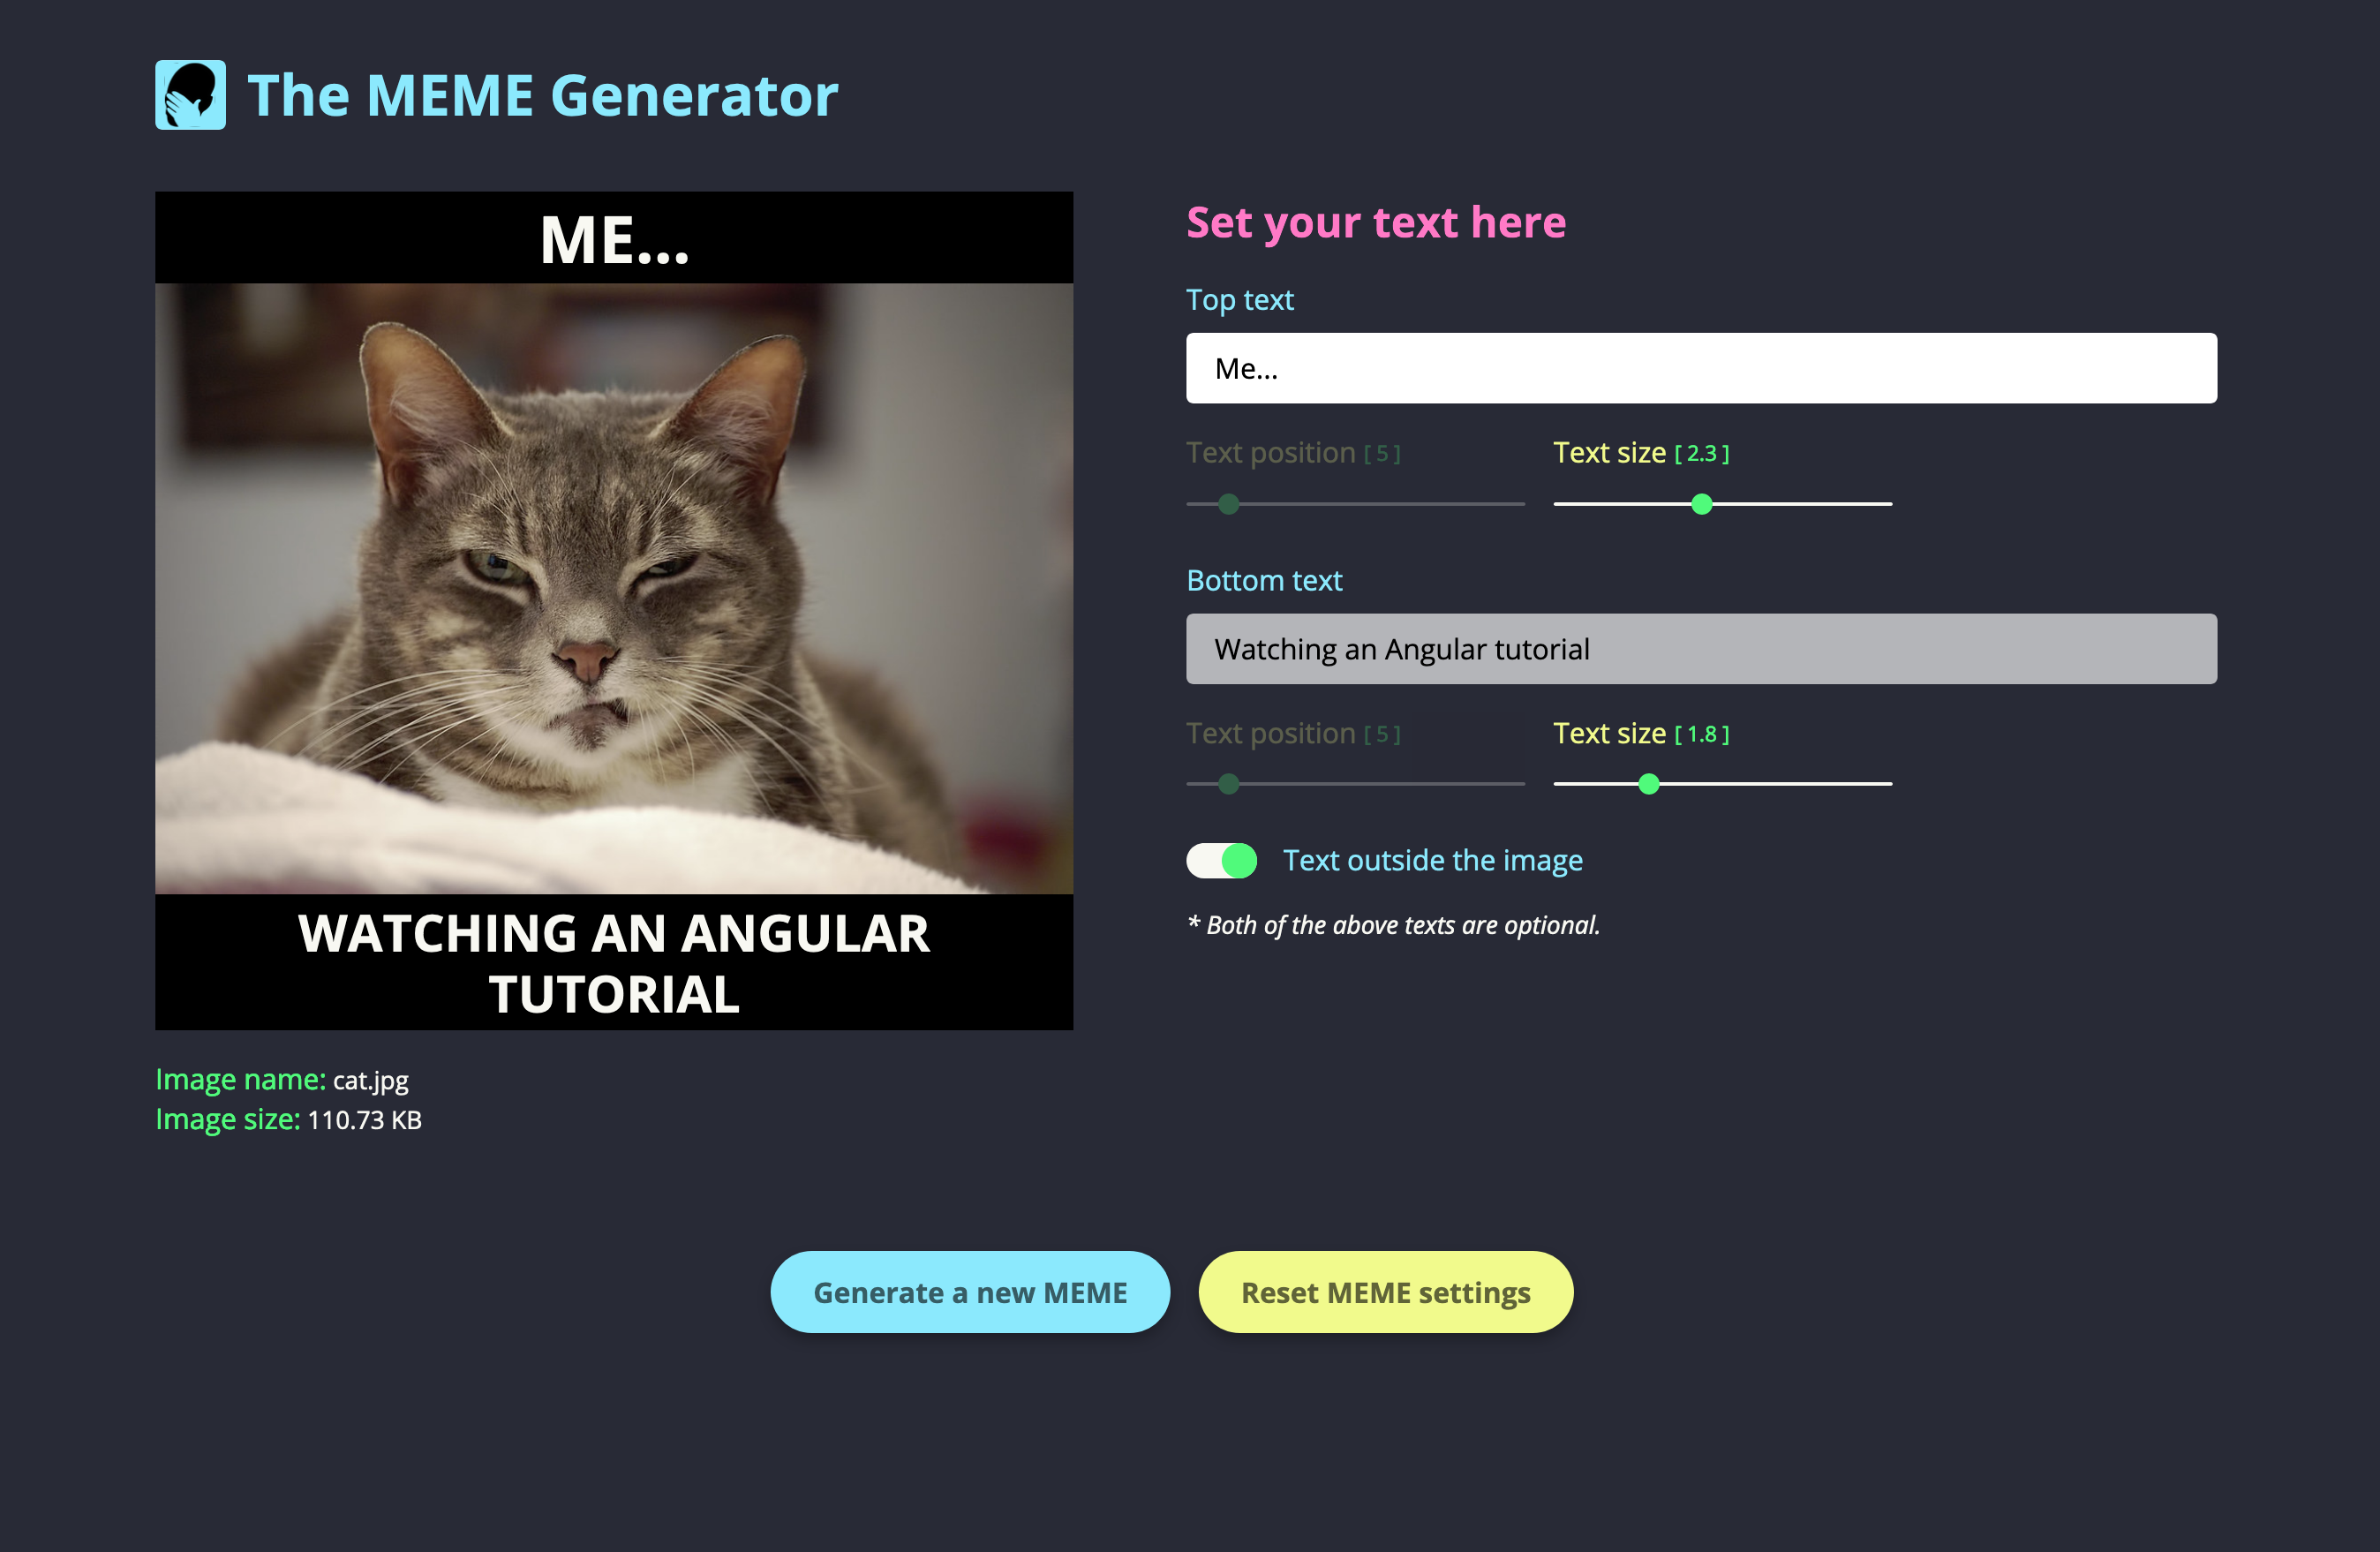 The MEME Generator
ME...
WATCHING AN ANGULAR
TUTORIAL
Image name: cat.jpg
Image size: 110.73 KB
Set your text here
Top text
Me...
Text position [ 5 ] Text size [ 2.3 ]
Bottom text
Watching an Angular tutorial
Text position [ 5 ] Text size [ 1.8 ]
Text outside the image
* Both of the above texts are optional.
Generate a new MEME Reset MEME settings